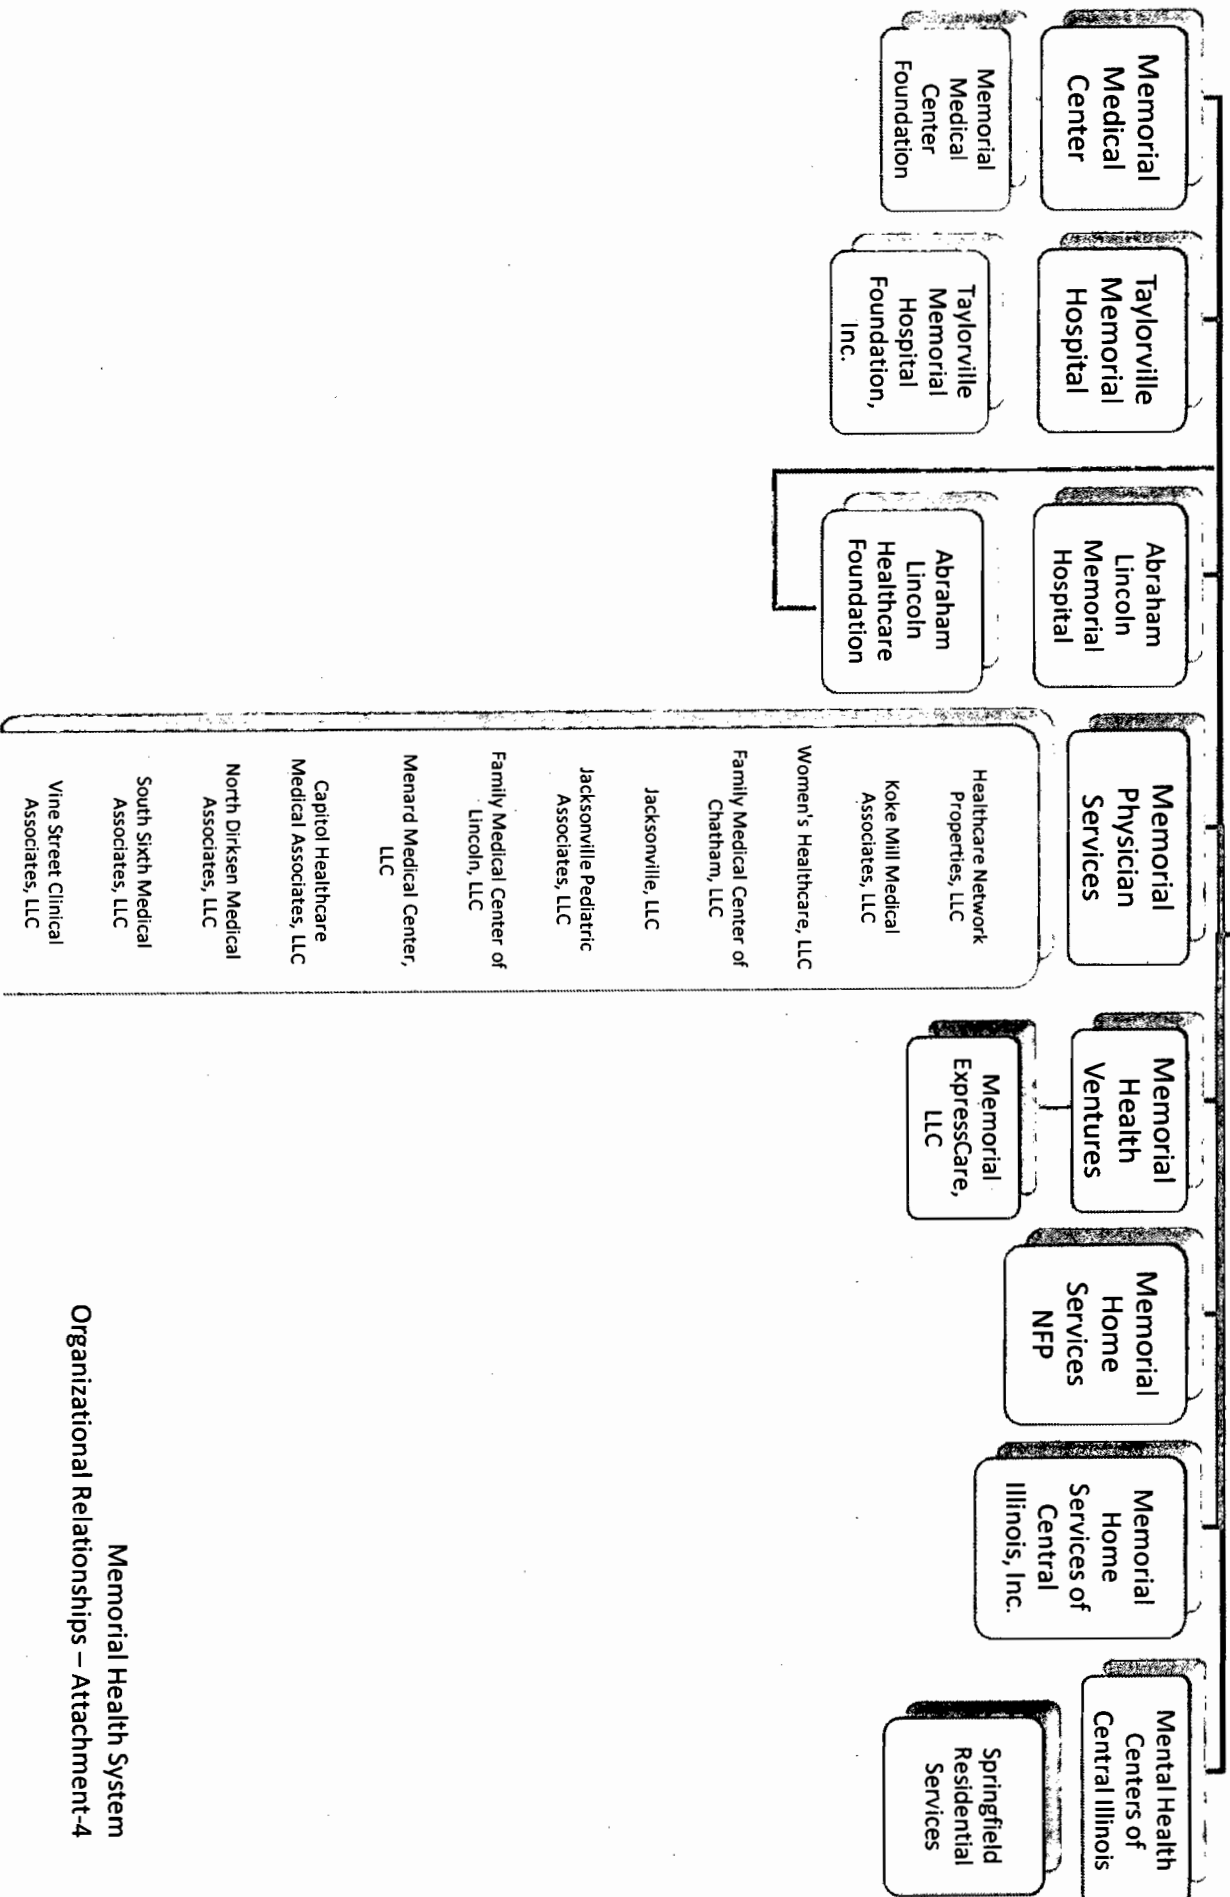 Memorial
Medical
Center
Memorial
Medical
Center
Foundation
Taylorville
Memorial
Hospital
Taylorville
Memorial
Hospital
Foundation,
Inc.
Abraham
Lincoln
Memorial
Hospital
Abraham
Lincoln
Healthcare
Foundation
Memorial
Physician
Services
Healthcare Network
Properties, LLC
Koke Mill Medical
Associates, LLC
Women's Healthcare, LLC
Family Medical Center of
Chatham, LLC
Jacksonville, LLC
Jacksonville Pediatric
Associates, LLC
Family Medical Center of
Lincoln, LLC
Menard Medical Center,
LLC
Capitol Healthcare
Medical Associates, LLC
North Dirksen Medical
Associates, LLC
South Sixth Medical
Associates, LLC
Vine Street Clinical
Associates, LLC
Memorial
Health
Ventures
Memorial
ExpressCare,
LLC
Memorial
Home
Services
NFP
Memorial
Home
Services of
Central
Illinois, Inc.
Mental Health
Centers of
Central Illinois
Springfield
Residential
Services
Memorial Health System
Organizational Relationships – Attachment-4